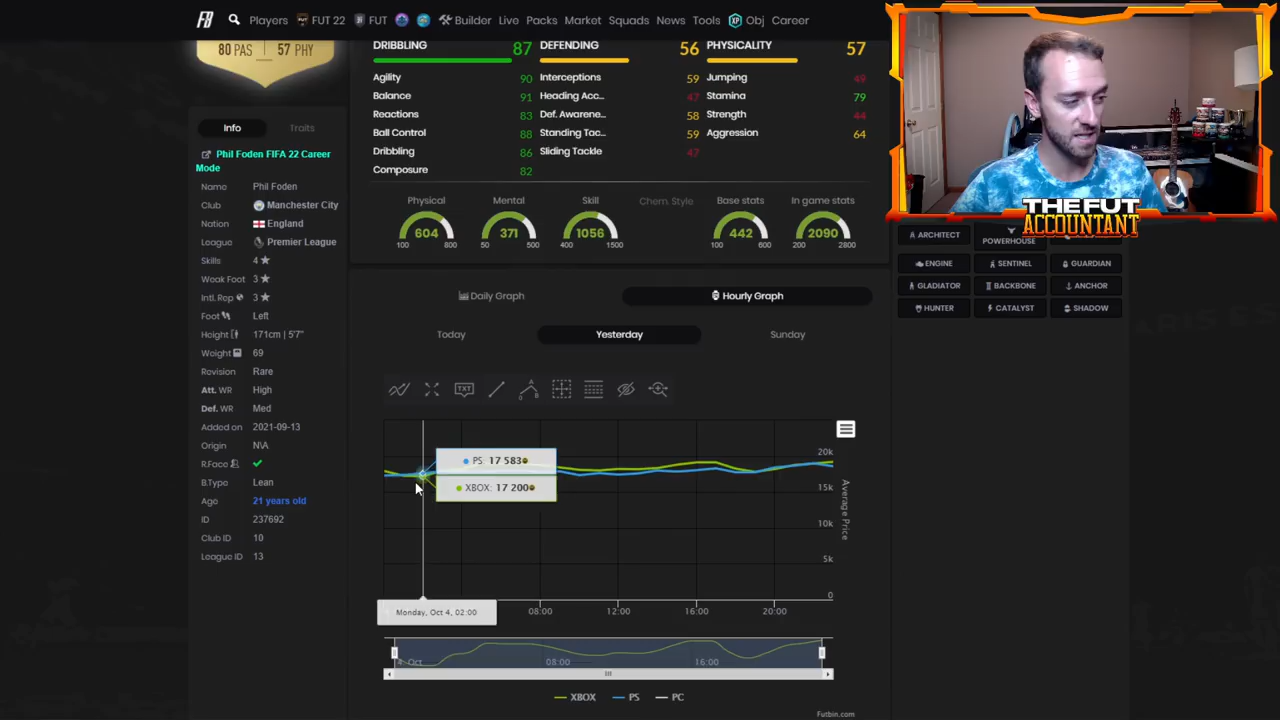 FB Players FUT 22 FUT Builder Live Packs Market Squads News Tools XP Obj Career
80 PAS 57 PHY
DRIBBLING 87 DEFENDING 56 PHYSICALITY 57
Agility 90 Interceptions 59 Jumping 49
Balance 91 Heading Acc... 47 Stamina 79
Reactions 83 Def. Awarene... 58 Strength 44
Ball Control 88 Standing Tac... 59 Aggression 64
Dribbling 86 Sliding Tackle 47
Composure 82
Info Traits
Phil Foden FIFA 22 Career
Mode
Name Phil Foden
Club Manchester City
Nation England
League Premier League
Skills 4
Weak Foot 3
Intl. Rep 3
Foot Left
Height 171cm | 5'7"
Weight 69
Revision Rare
Att. WR High
Def. WR Med
Added on 2021-09-13
Origin N\A
R.Face
B.Type Lean
Age 21 years old
ID 237692
Club ID 10
League ID 13
Physical Mental Skill Chem. Style Base stats In game stats
604 371 1056 442 2090
100 800 50 500 400 1500 100 600 200 2800
Daily Graph Hourly Graph
Today Yesterday Sunday
TXT
PS: 17 583
XBOX: 17 200
20k
15k
10k
5k
0
Average Price
Monday, Oct 4, 02:00
08:00 12:00 16:00 20:00
4. Oct 08:00 16:00
XBOX PS PC
Futbin.com
THE FUT
ACCOUNTANT
ARCHITECT POWERHOUSE
ENGINE SENTINEL GUARDIAN
GLADIATOR BACKBONE ANCHOR
HUNTER CATALYST SHADOW